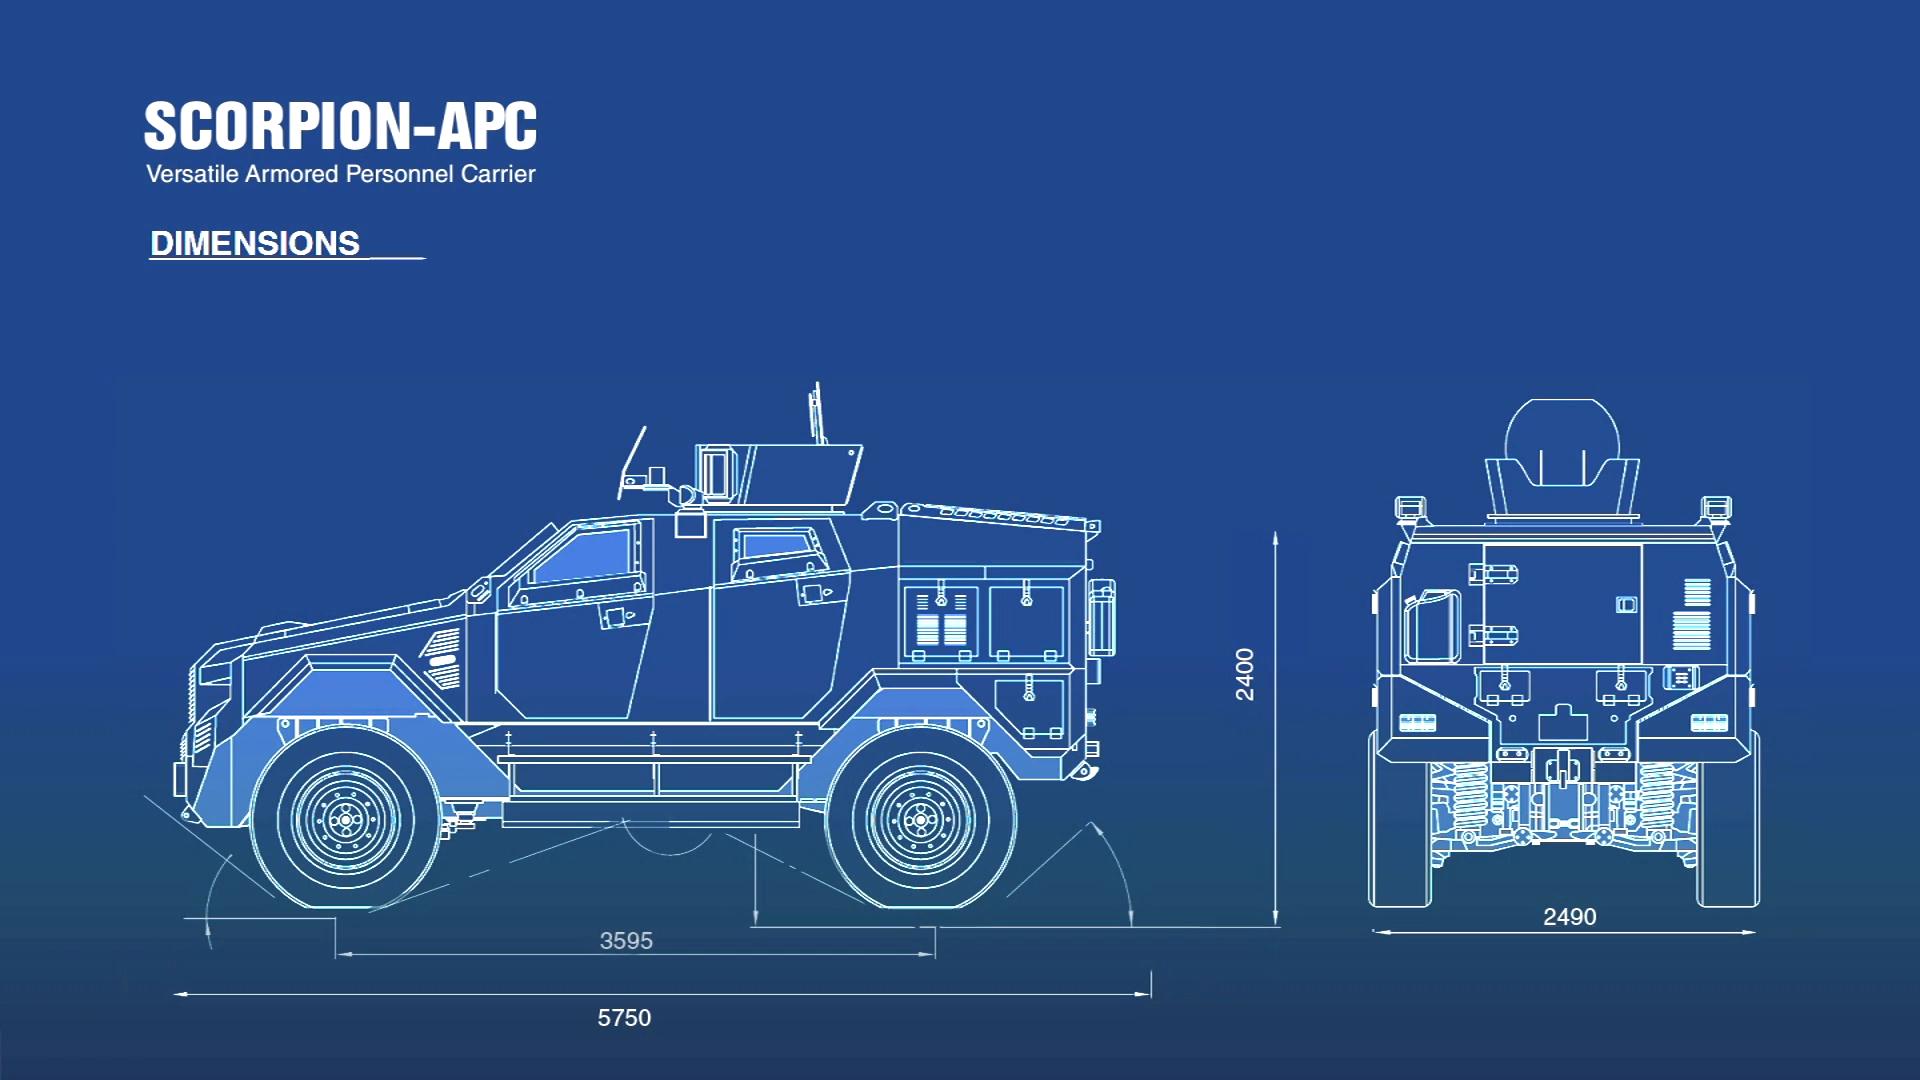 SCORPION-APC
Versatile Armored Personnel Carrier
DIMENSIONS
2400
2490
3595
5750